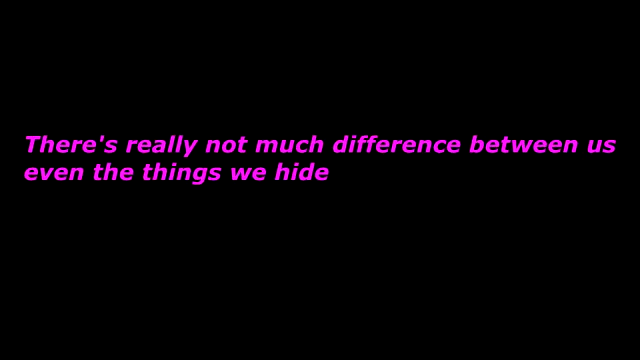 There's really not much difference between us
even the things we hide